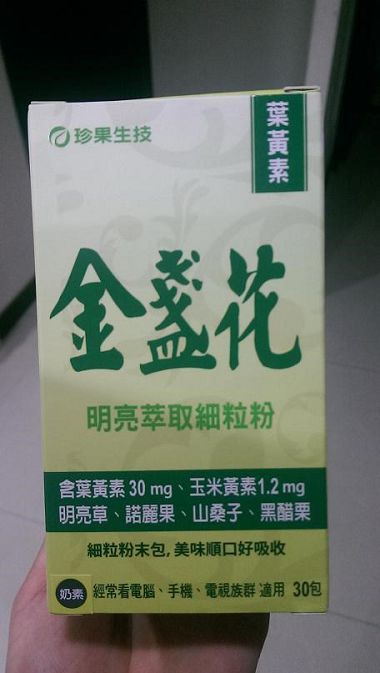 珍果生技
葉黃素
金盞花
明亮萃取細粒粉
含葉黃素30 mg、玉米黃素1.2 mg
明亮草、諾麗果、山桑子、黑醋栗
細粒粉末包,美味順口好吸收
奶素 經常看電腦、手機、電視族群 適用 30包